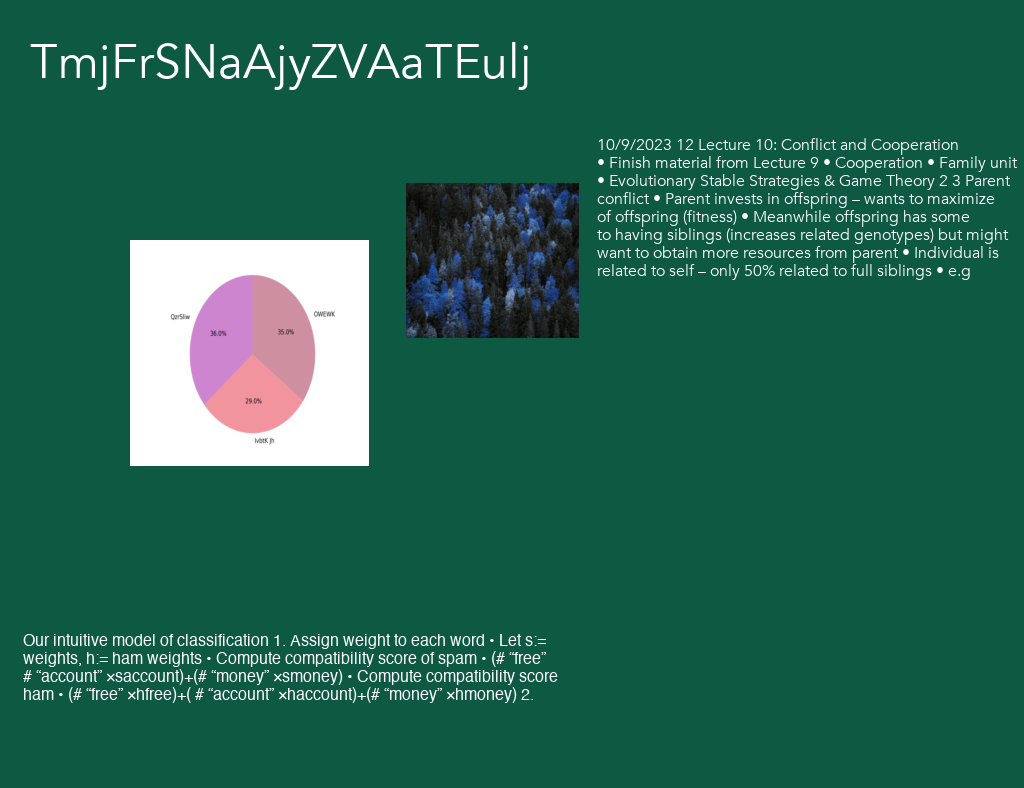 TmjFrSNaAjyZVAaTEulj
10/9/2023 12 Lecture 10: Conflict and Cooperation
• Finish material from Lecture 9 • Cooperation • Family unit
• Evolutionary Stable Strategies & Game Theory 2 3 Parent
conflict • Parent invests in offspring – wants to maximize
of offspring (fitness) • Meanwhile offspring has some
to having siblings (increases related genotypes) but might
want to obtain more resources from parent • Individual is
related to self – only 50% related to full siblings • e.g
QzrSliw
OWEWK
36.0%
35.0%
29.0%
IvbtK Jh
Our intuitive model of classification 1. Assign weight to each word • Let s:=
weights, h:= ham weights • Compute compatibility score of spam • (# “free”
# “account” ×saccount)+(# “money” ×smoney) • Compute compatibility score
ham • (# “free” ×hfree)+( # “account” ×haccount)+(# “money” ×hmoney) 2.